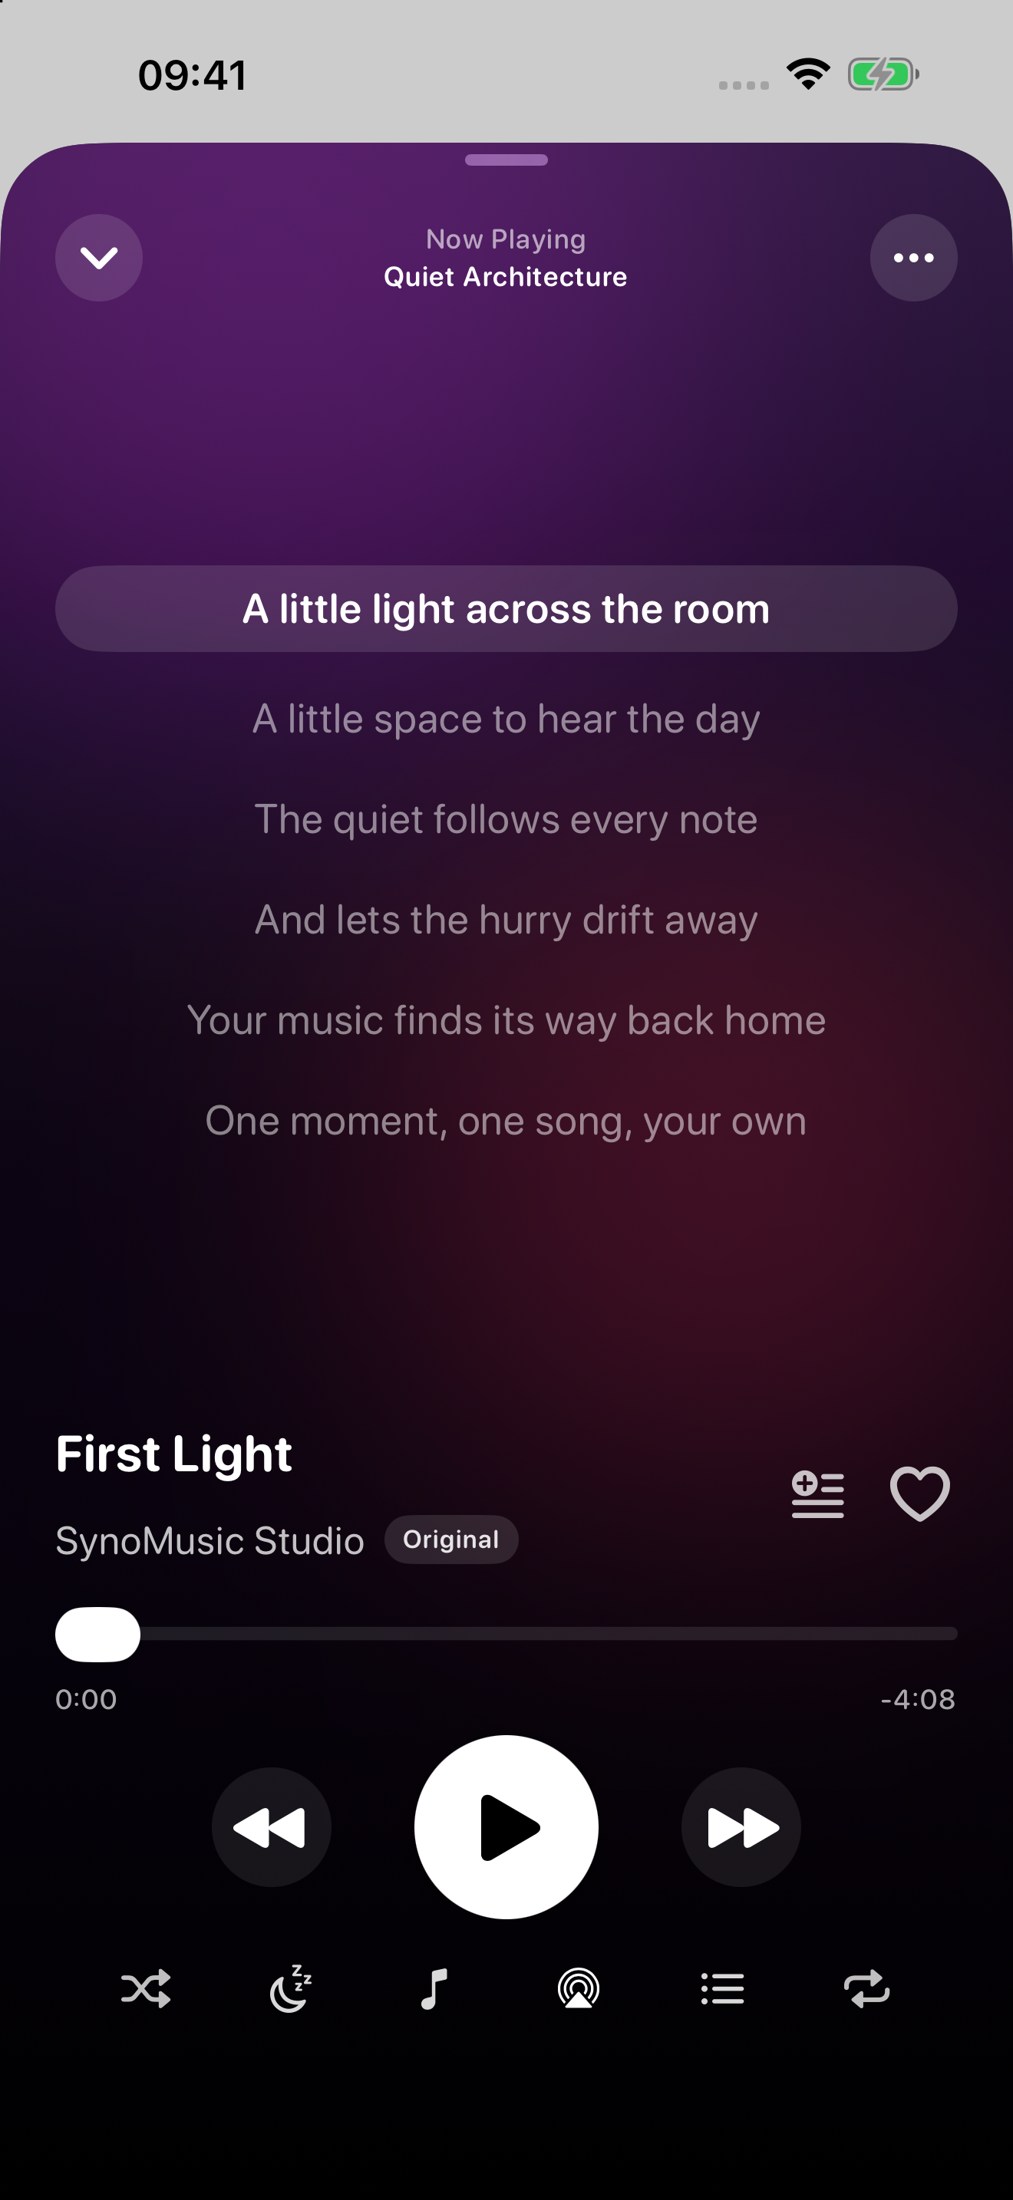 09:41
Now Playing
Quiet Architecture
A little light across the room
A little space to hear the day
The quiet follows every note
And lets the hurry drift away
Your music finds its way back home
One moment, one song, your own
First Light
SynoMusic Studio Original
0:00 -4:08